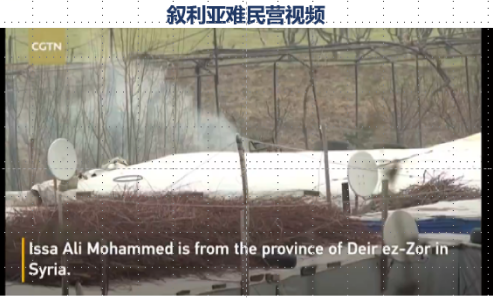 叙利亚难民营视频
CGTN
Issa Ali Mohammed is from the province of Deir ez-Zor in
Syria.